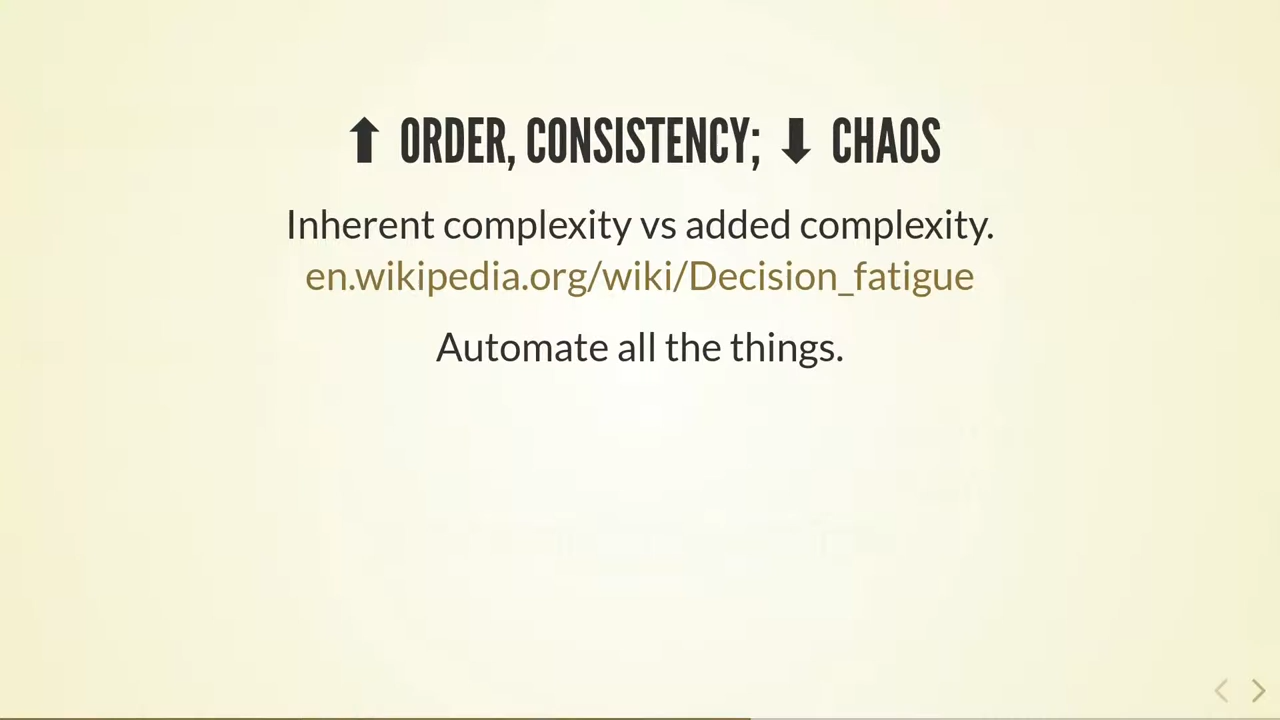 ⬆ ORDER, CONSISTENCY; ⬇ CHAOS
Inherent complexity vs added complexity.
en.wikipedia.org/wiki/Decision_fatigue
Automate all the things.